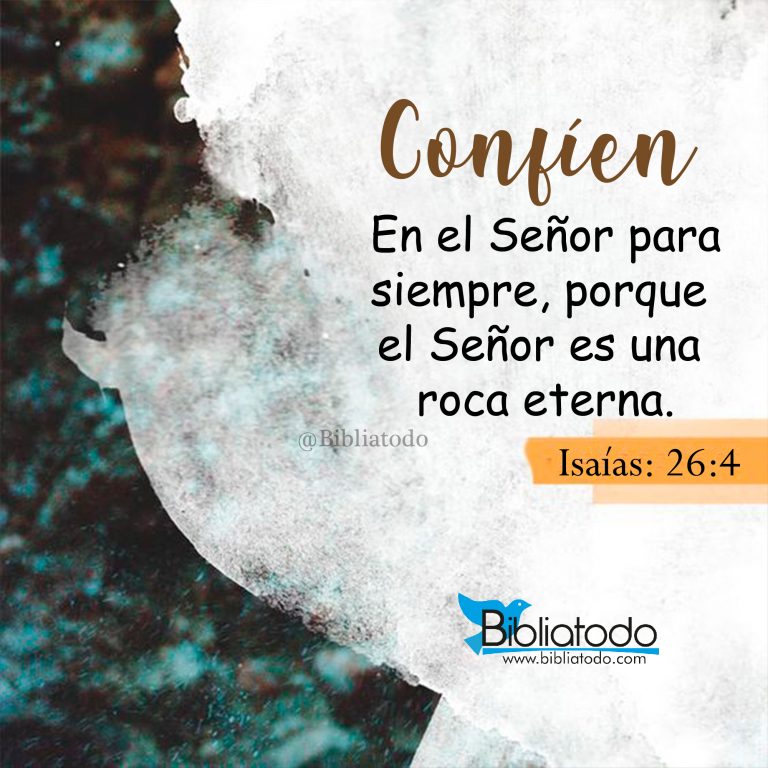 Confíen
En el Señor para
siempre, porque
el Señor es una
roca eterna.
@Bibliatodo
Isaías: 26:4
Bibliatodo
www.bibliatodo.com